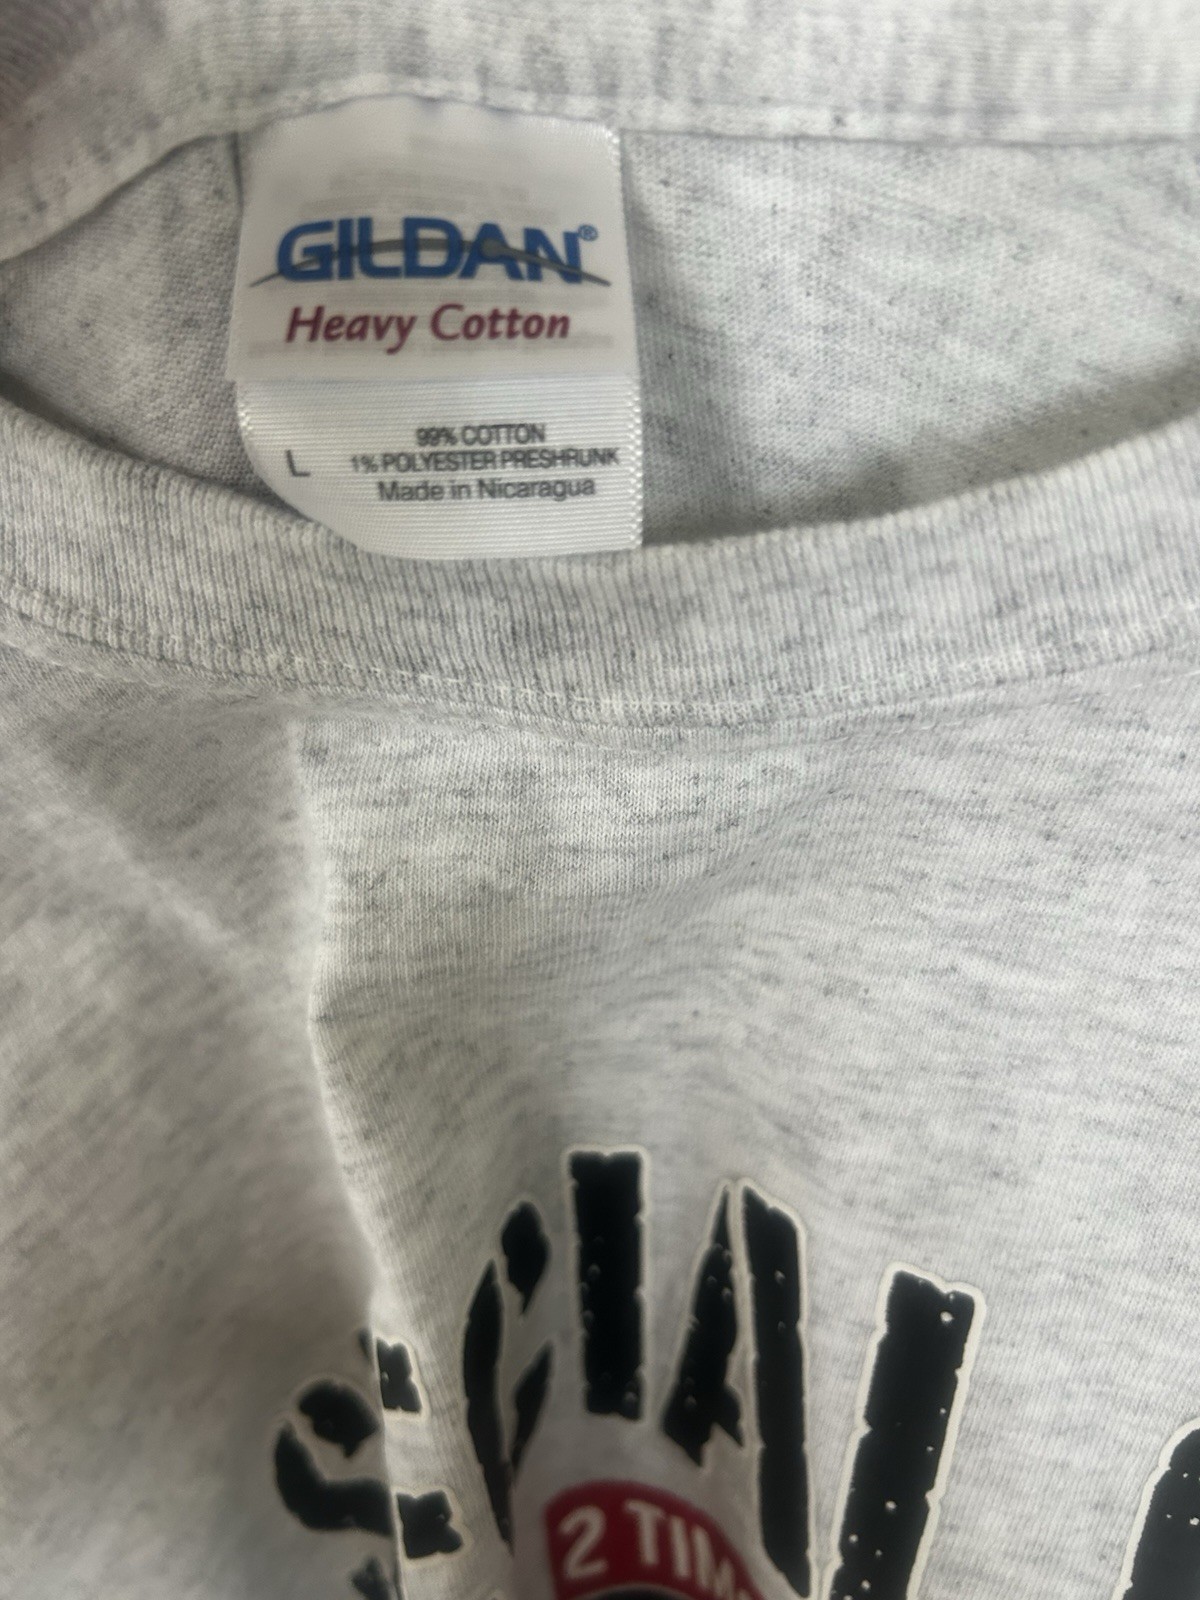 GILDAN®
Heavy Cotton
99% COTTON
L 1% POLYESTER PRESHRUNK
Made in Nicaragua
2 TIM